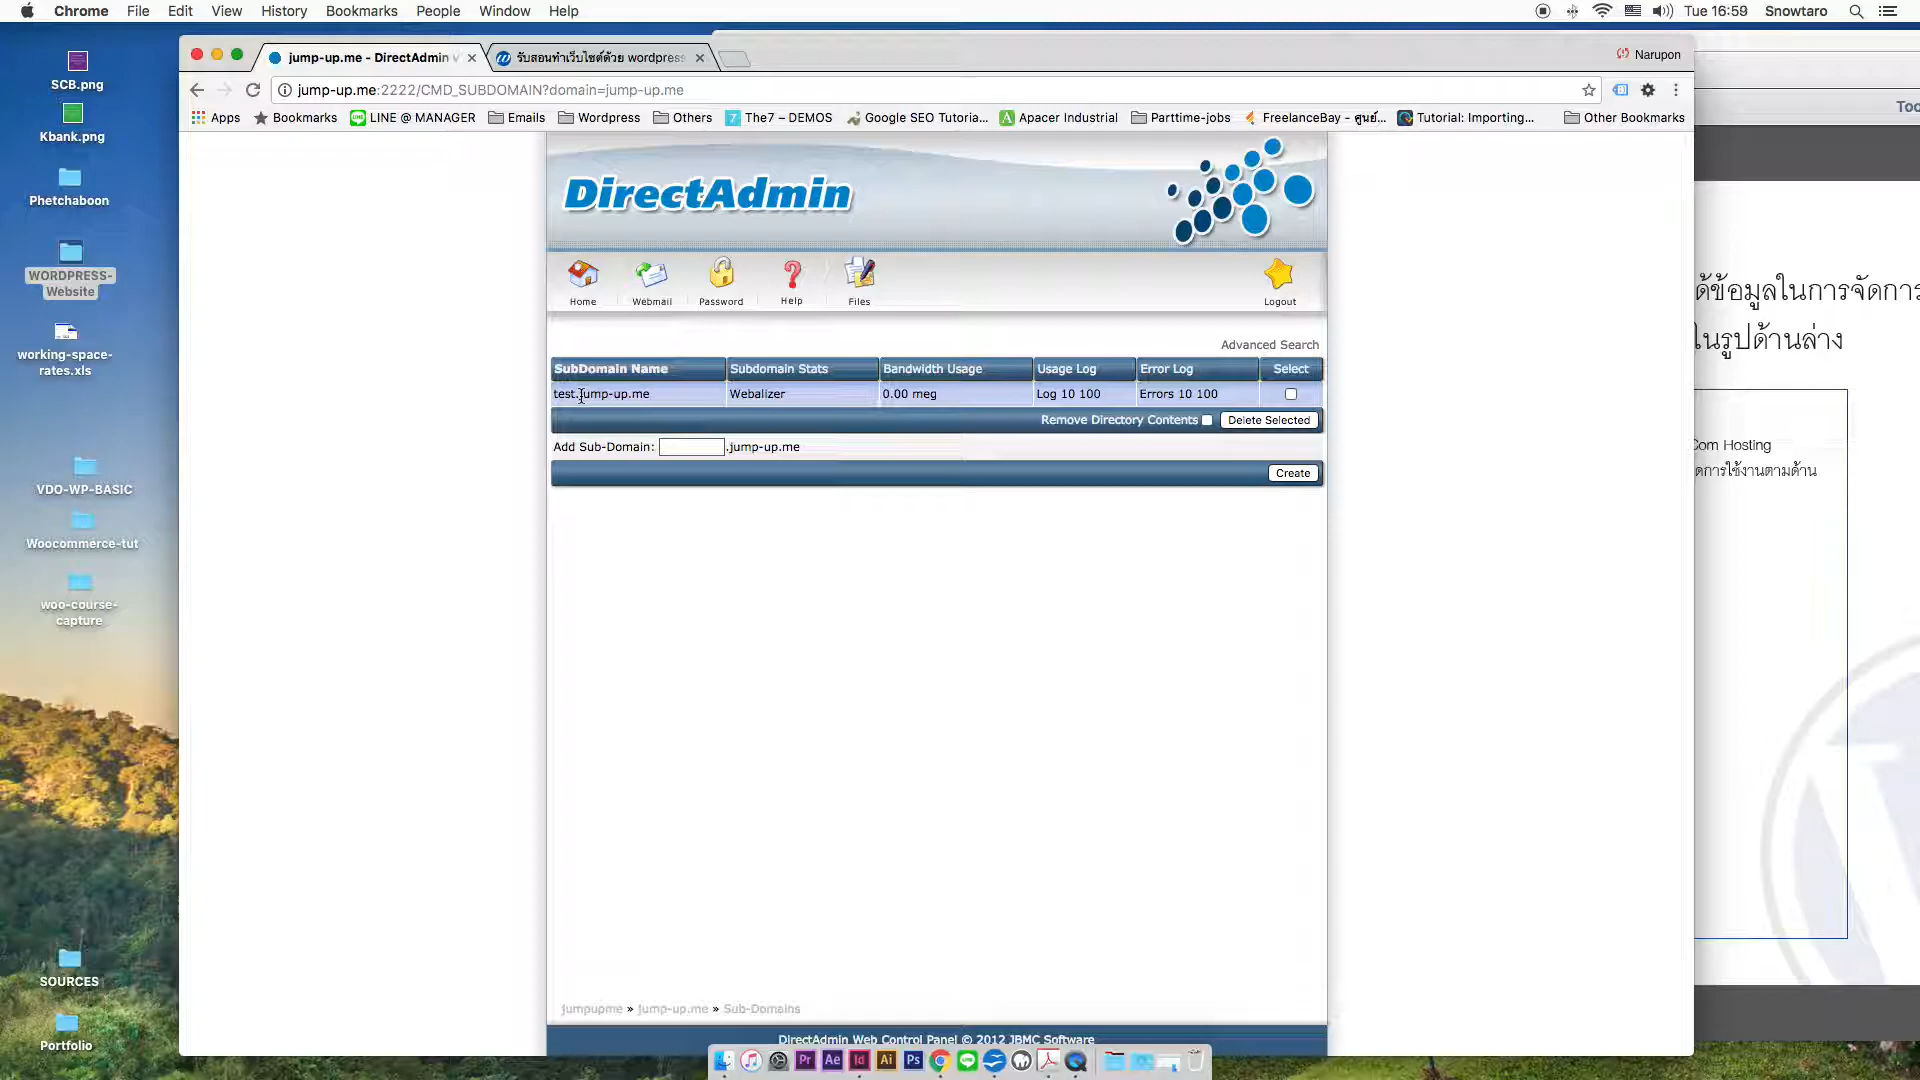 Chrome File Edit View History Bookmarks People Window Help
Tue 16:59 Snowtaro
SCB.png
Kbank.png
Phetchaboon
WORDPRESS-
Website
working-space-
rates.xls
VDO-WP-BASIC
Woocommerce-tut
woo-course-
capture
SOURCES
Portfolio
jump-up.me - DirectAdmin
รับสอนทำเว็บไซต์ด้วย wordpress
Narupon
jump-up.me:2222/CMD_SUBDOMAIN?domain=jump-up.me
Apps Bookmarks LINE @ MANAGER Emails Wordpress Others The7 – DEMOS Google SEO Tutoria... Apacer Industrial Parttime-jobs FreelanceBay - ศูนย์... Tutorial: Importing... Other Bookmarks
DirectAdmin
Home Webmail Password Help Files Logout
Advanced Search
SubDomain Name Subdomain Stats Bandwidth Usage Usage Log Error Log Select
test.jump-up.me Webalizer 0.00 meg Log 10 100 Errors 10 100
Remove Directory Contents Delete Selected
Add Sub-Domain: .jump-up.me
Create
jumpupme » jump-up.me » Sub-Domains
DirectAdmin Web Control Panel © 2012 JBMC Software
Pr Ae Id Ai Ps
Too
ด้ข้อมูลในการจัดการ
ในรูปด้านล่าง
Com Hosting
ดการใช้งานตามด้าน